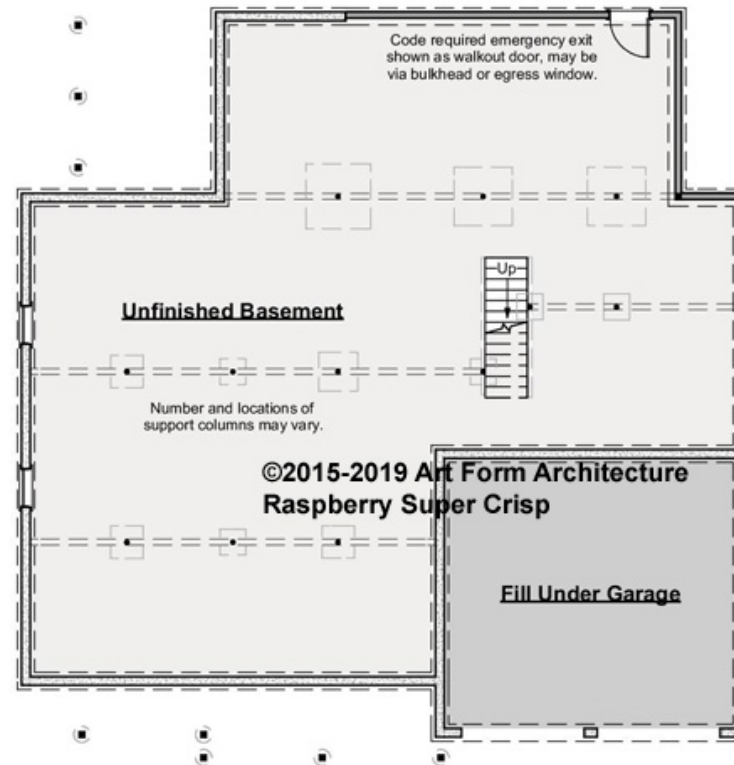 Code required emergency exit
shown as walkout door, may be
via bulkhead or egress window.
Up
Unfinished Basement
Number and locations of
support columns may vary.
©2015-2019 Art Form Architecture
Raspberry Super Crisp
Fill Under Garage